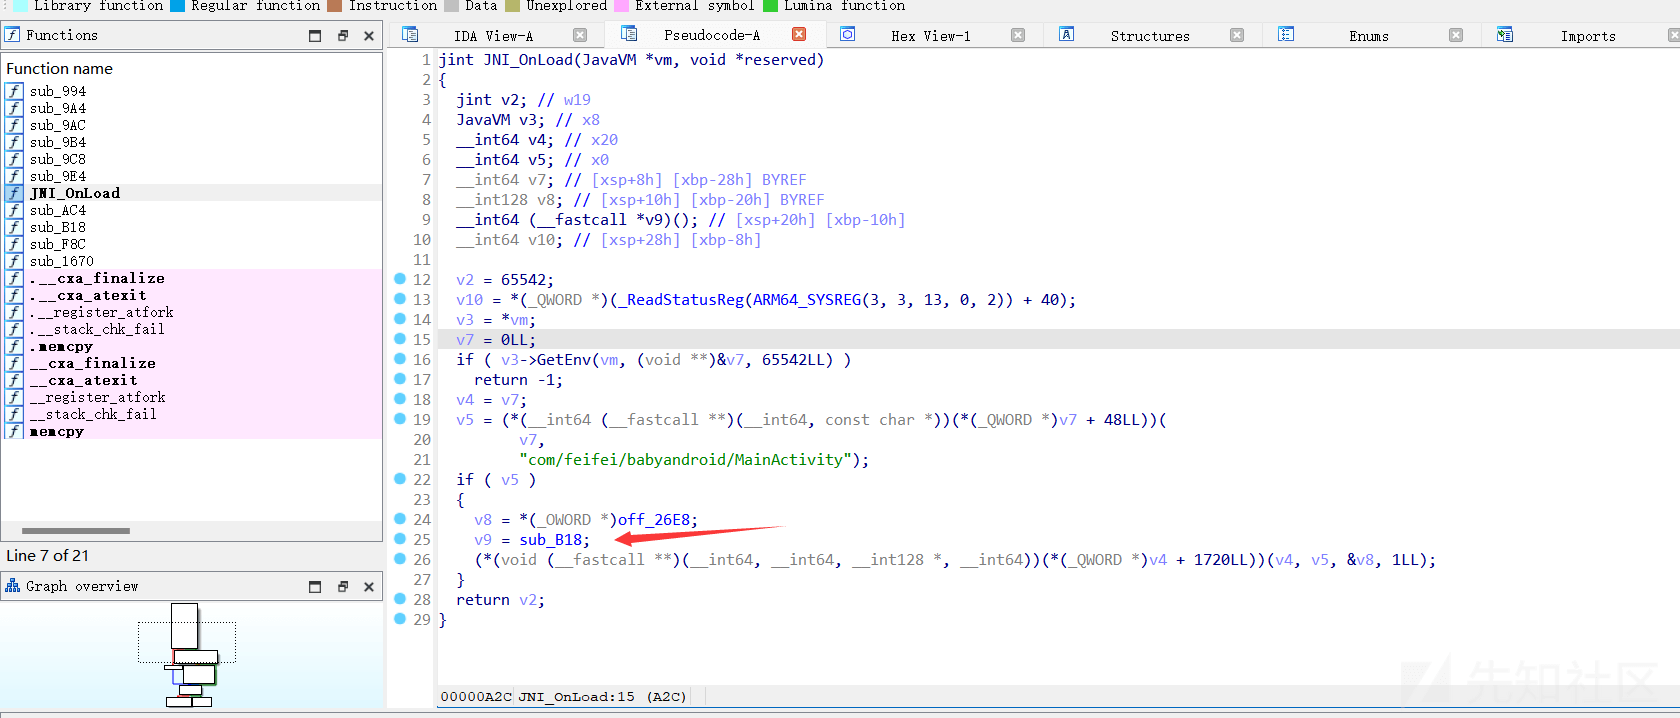 Library function Regular function Instruction Data Unexplored External symbol Lumina function
Functions
IDA View-A Pseudocode-A Hex View-1 Structures Enums Imports
Function name
sub_994
sub_9A4
sub_9AC
sub_9B4
sub_9C8
sub_9E4
JNI_OnLoad
sub_AC4
sub_B18
sub_F8C
sub_1670
.__cxa_finalize
.__cxa_atexit
.__register_atfork
.__stack_chk_fail
.memcpy
__cxa_finalize
__cxa_atexit
__register_atfork
__stack_chk_fail
memcpy
Line 7 of 21
Graph overview
1 jint JNI_OnLoad(JavaVM *vm, void *reserved)
2 {
3 jint v2; // w19
4 JavaVM v3; // x8
5 __int64 v4; // x20
6 __int64 v5; // x0
7 __int64 v7; // [xsp+8h] [xbp-28h] BYREF
8 __int128 v8; // [xsp+10h] [xbp-20h] BYREF
9 __int64 (__fastcall *v9)(); // [xsp+20h] [xbp-10h]
10 __int64 v10; // [xsp+28h] [xbp-8h]
11
12 v2 = 65542;
13 v10 = *(_QWORD *)(_ReadStatusReg(ARM64_SYSREG(3, 3, 13, 0, 2)) + 40);
14 v3 = *vm;
15 v7 = 0LL;
16 if ( v3->GetEnv(vm, (void **)&v7, 65542LL) )
17 return -1;
18 v4 = v7;
19 v5 = (*(__int64 (__fastcall **)(__int64, const char *))(*(_QWORD *)v7 + 48LL))(
20 v7,
21 "com/feifei/babyandroid/MainActivity");
22 if ( v5 )
23 {
24 v8 = *(_OWORD *)off_26E8;
25 v9 = sub_B18;
26 (*(void (__fastcall **)(__int64, __int64, __int128 *, __int64))(*(_QWORD *)v4 + 1720LL))(v4, v5, &v8, 1LL);
27 }
28 return v2;
29 }
00000A2C JNI_OnLoad:15 (A2C)
先知社区